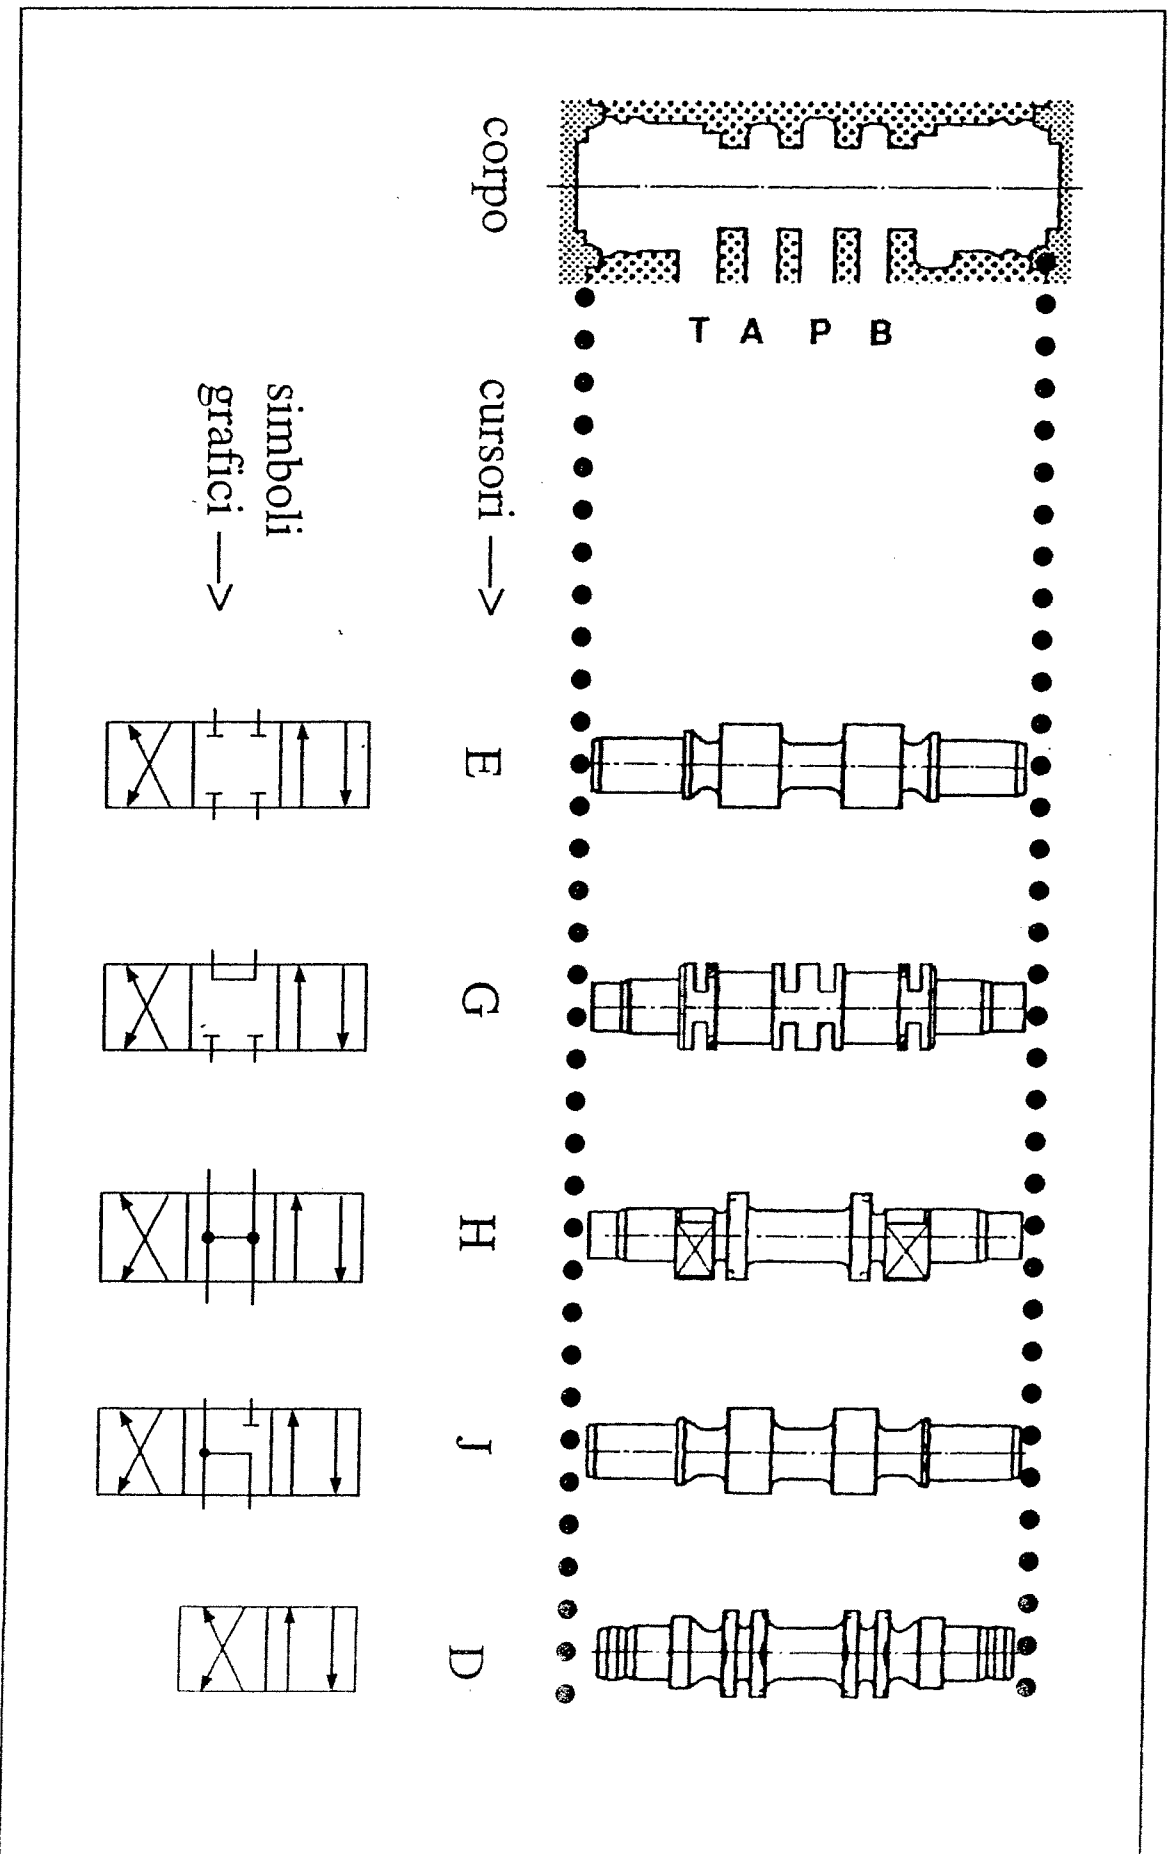 corpo
T A P B
cursori →
simboli
grafici →
E
G
H
J
D